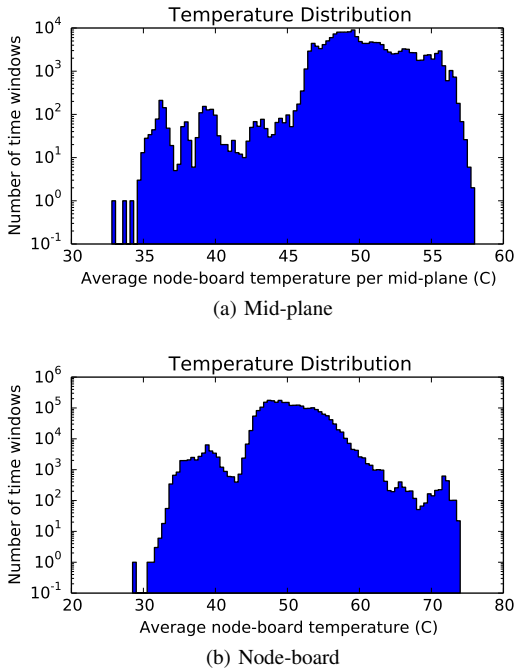 Temperature Distribution
10^4
10^3
10^2
10^1
10^0
10^-1
Number of time windows
30 35 40 45 50 55 60
Average node-board temperature per mid-plane (C)
(a) Mid-plane
Temperature Distribution
10^6
10^5
10^4
10^3
10^2
10^1
10^0
10^-1
Number of time windows
20 30 40 50 60 70 80
Average node-board temperature (C)
(b) Node-board